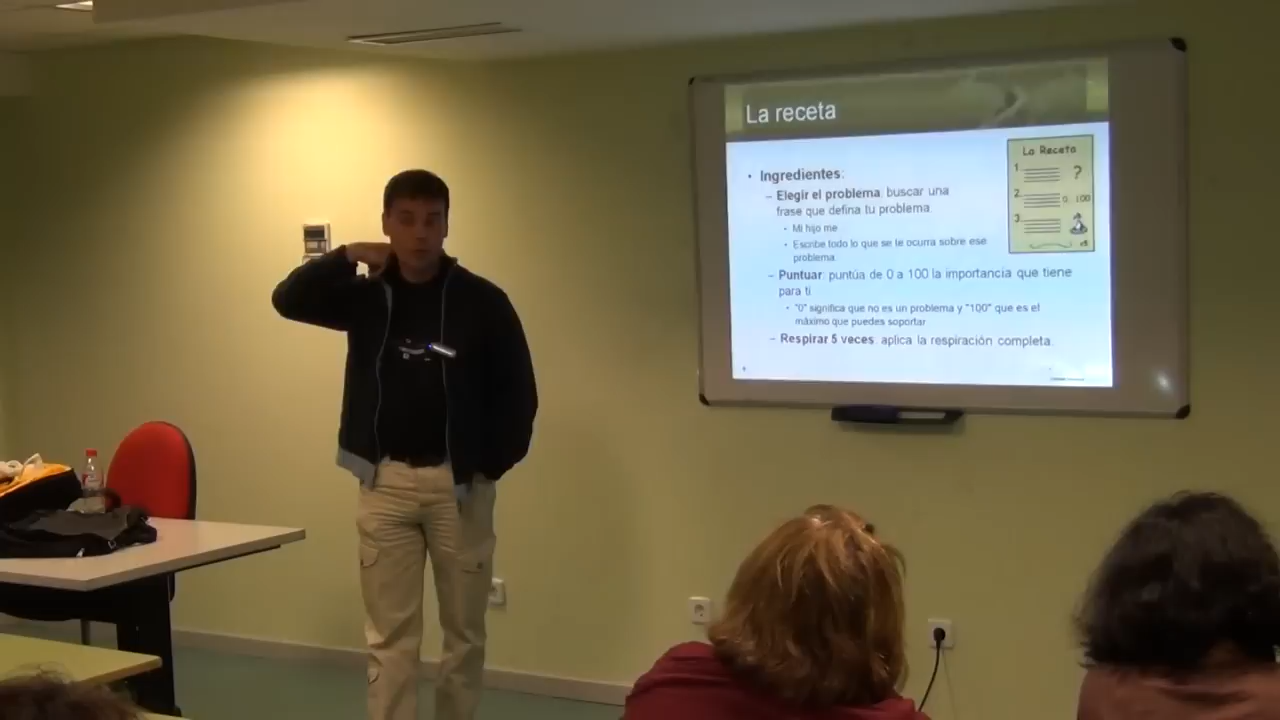 La receta
• Ingredientes:
– Elegir el problema: buscar una
frase que defina tu problema
• Mi hijo me
• Escribe todo lo que se te ocurra sobre ese
problema.
– Puntuar: puntúa de 0 a 100 la importancia que tiene
para ti
• "0" significa que no es un problema y "100" que es el
máximo que puedes soportar
– Respirar 5 veces: aplica la respiración completa.
La Receta
1. ?
2. 0. 100
3.
x5